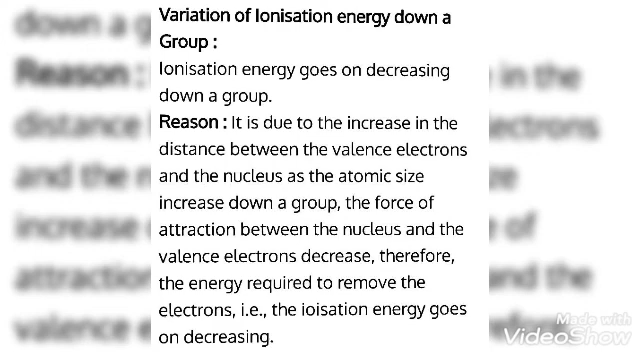 Variation of Ionisation energy down a
Group :
Ionisation energy goes on decreasing
down a group.
Reason : It is due to the increase in the
distance between the valence electrons
and the nucleus as the atomic size
increase down a group, the force of
attraction between the nucleus and the
valence electrons decrease, therefore,
the energy required to remove the
electrons, i.e., the ioisation energy goes
on decreasing.
Made with
VideoShow